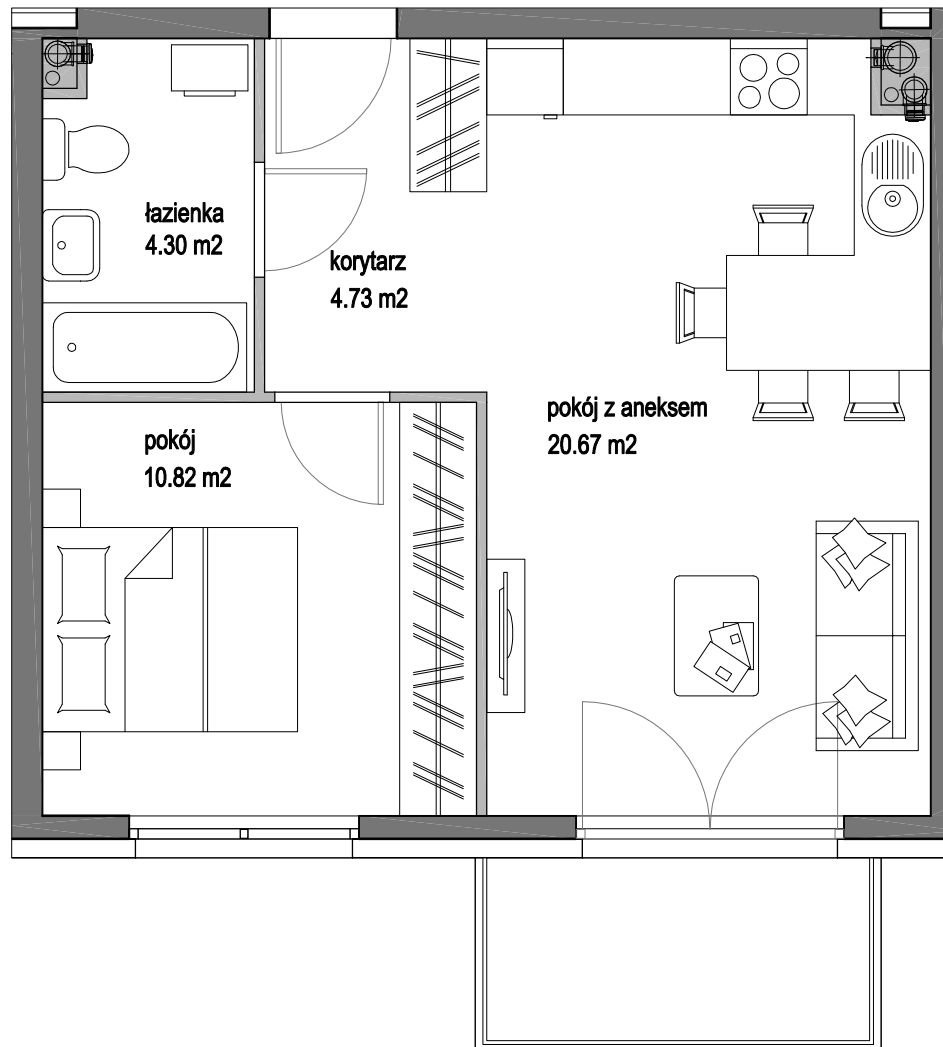 łazienka
4.30 m2
korytarz
4.73 m2
pokój z aneksem
20.67 m2
pokój
10.82 m2